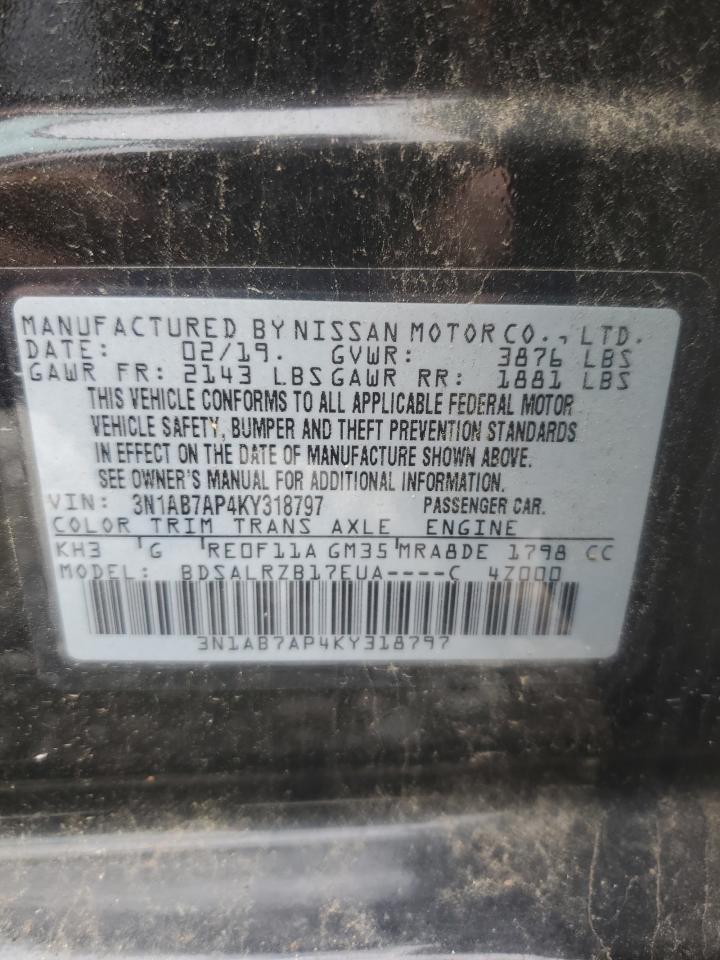 MANUFACTURED BY NISSAN MOTOR CO., LTD.
DATE: 02/19. GVWR: 3876 LBS
GAWR FR: 2143 LBS GAWR RR: 1881 LBS
THIS VEHICLE CONFORMS TO ALL APPLICABLE FEDERAL MOTOR
VEHICLE SAFETY, BUMPER AND THEFT PREVENTION STANDARDS
IN EFFECT ON THE DATE OF MANUFACTURE SHOWN ABOVE.
SEE OWNER'S MANUAL FOR ADDITIONAL INFORMATION.
VIN: 3N1AB7AP4KY318797 PASSENGER CAR.
COLOR TRIM TRANS AXLE ENGINE
KH3 G RE0F11A GM35 MRA8DE 1798 CC
MODEL: BDSALRZB17EUA----C 4Z000
3N1AB7AP4KY318797